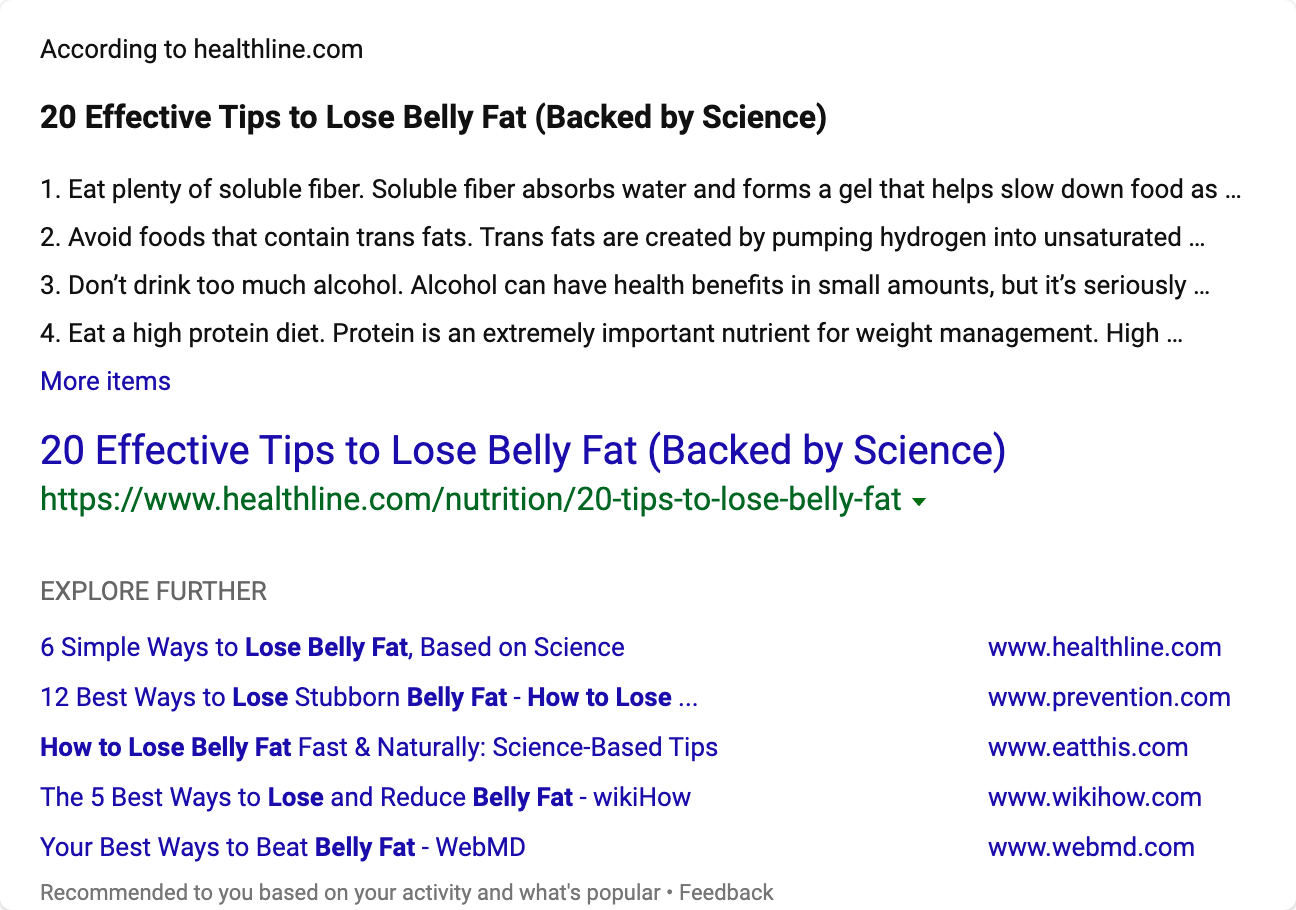 According to healthline.com
20 Effective Tips to Lose Belly Fat (Backed by Science)
1. Eat plenty of soluble fiber. Soluble fiber absorbs water and forms a gel that helps slow down food as ...
2. Avoid foods that contain trans fats. Trans fats are created by pumping hydrogen into unsaturated ...
3. Don’t drink too much alcohol. Alcohol can have health benefits in small amounts, but it’s seriously ...
4. Eat a high protein diet. Protein is an extremely important nutrient for weight management. High ...
More items
20 Effective Tips to Lose Belly Fat (Backed by Science)
https://www.healthline.com/nutrition/20-tips-to-lose-belly-fat
EXPLORE FURTHER
6 Simple Ways to Lose Belly Fat, Based on Science www.healthline.com
12 Best Ways to Lose Stubborn Belly Fat - How to Lose ... www.prevention.com
How to Lose Belly Fat Fast & Naturally: Science-Based Tips www.eatthis.com
The 5 Best Ways to Lose and Reduce Belly Fat - wikiHow www.wikihow.com
Your Best Ways to Beat Belly Fat - WebMD www.webmd.com
Recommended to you based on your activity and what's popular • Feedback